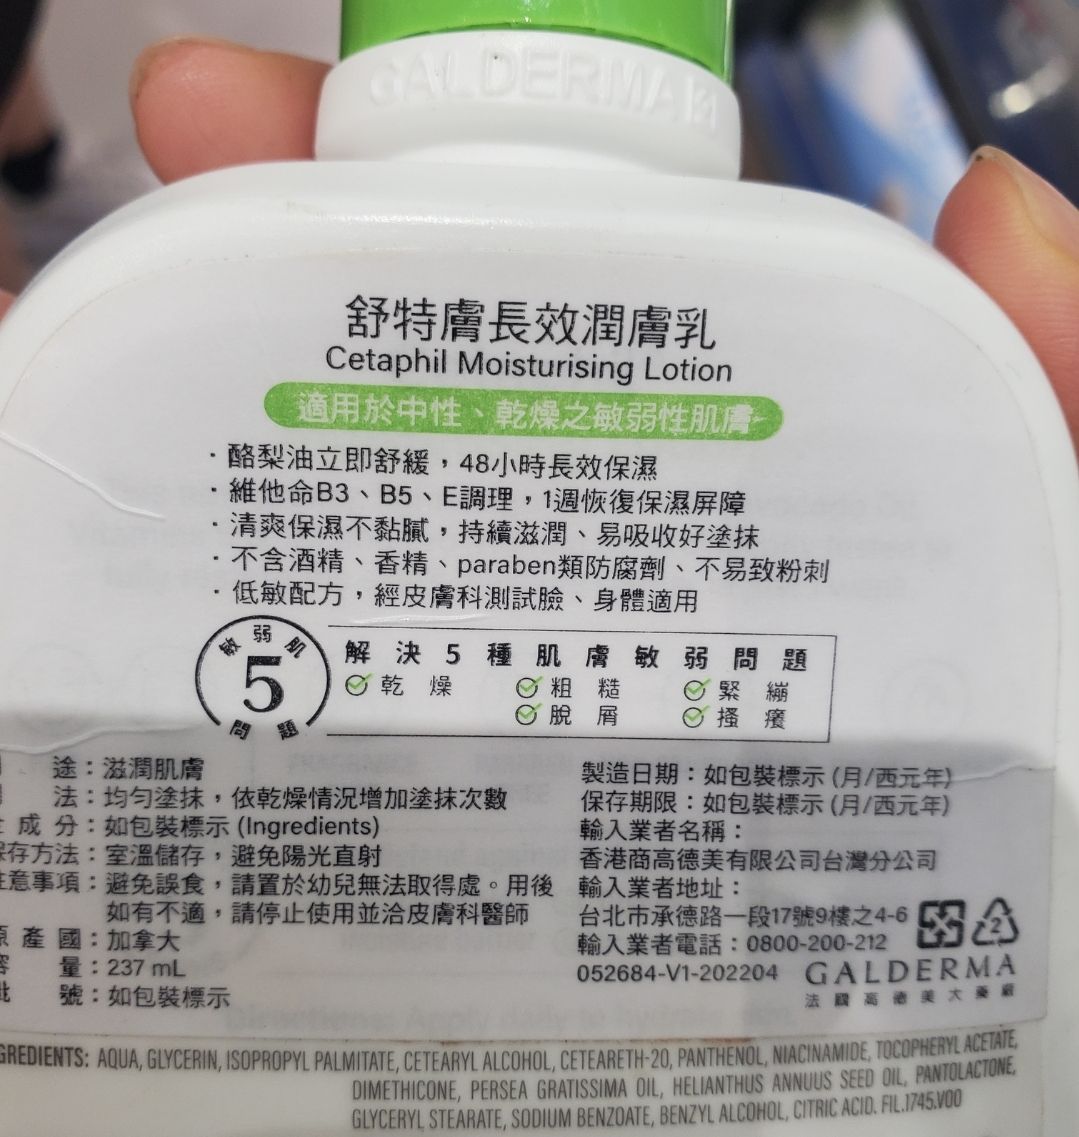 GALDERMA
舒特膚長效潤膚乳
Cetaphil Moisturising Lotion
適用於中性、乾燥之敏弱性肌膚
·酪梨油立即舒緩，48小時長效保濕
·維他命B3、B5、E調理，1週恢復保濕屏障
·清爽保濕不黏膩，持續滋潤、易吸收好塗抹
·不含酒精、香精、paraben類防腐劑、不易致粉刺
·低敏配方，經皮膚科測試臉、身體適用
敏弱肌
5
問題
解決5種肌膚敏弱問題
乾燥 粗糙 緊繃
脫屑 搔癢
途：滋潤肌膚
法：均勻塗抹，依乾燥情況增加塗抹次數
成分：如包裝標示 (Ingredients)
存方法：室溫儲存，避免陽光直射
意事項：避免誤食，請置於幼兒無法取得處。用後
如有不適，請停止使用並洽皮膚科醫師
產國：加拿大
量：237 mL
號：如包裝標示
製造日期：如包裝標示 (月/西元年)
保存期限：如包裝標示 (月/西元年)
輸入業者名稱：
香港商高德美有限公司台灣分公司
輸入業者地址：
台北市承德路一段17號9樓之4-6
輸入業者電話：0800-200-212
052684-V1-202204
2
GALDERMA
法國高德美大藥廠
GREDIENTS: AQUA, GLYCERIN, ISOPROPYL PALMITATE, CETEARYL ALCOHOL, CETEARETH-20, PANTHENOL, NIACINAMIDE, TOCOPHERYL ACETATE,
DIMETHICONE, PERSEA GRATISSIMA OIL, HELIANTHUS ANNUUS SEED OIL, PANTOLACTONE,
GLYCERYL STEARATE, SODIUM BENZOATE, BENZYL ALCOHOL, CITRIC ACID. FIL.1745.V00